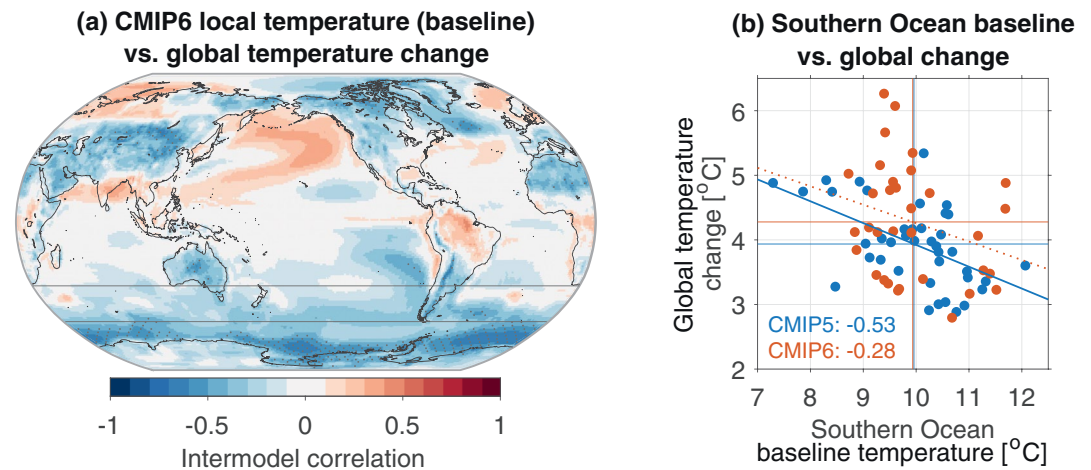 (a) CMIP6 local temperature (baseline)
vs. global temperature change
-1 -0.5 0 0.5 1
Intermodel correlation
(b) Southern Ocean baseline
vs. global change
Global temperature
change [°C]
6
5
4
3
2
CMIP5: -0.53
CMIP6: -0.28
7 8 9 10 11 12
Southern Ocean
baseline temperature [°C]